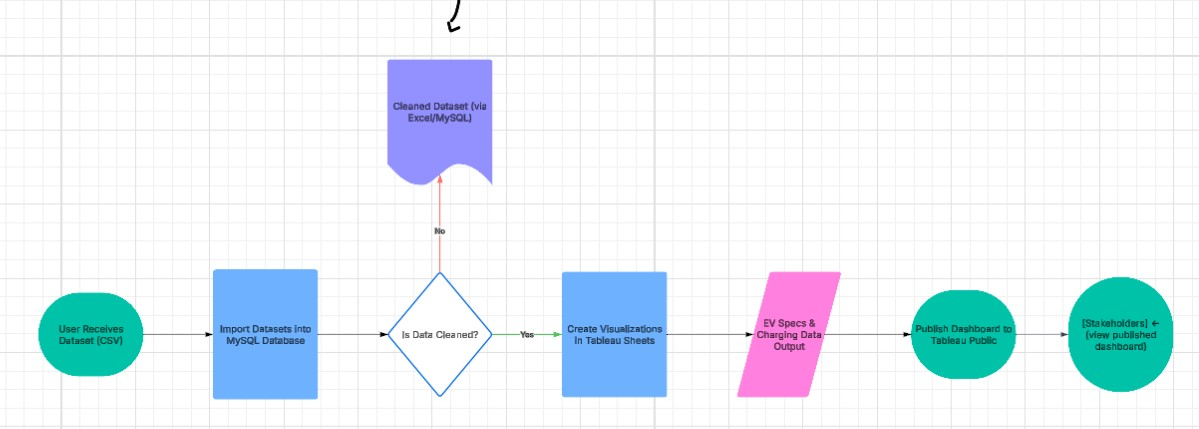 Cleaned Dataset (via
Excel/MySQL)
No
User Receives
Dataset (CSV)
Import Datasets into
MySQL Database
Is Data Cleaned?
Yes
Create Visualizations
in Tableau Sheets
EV Specs &
Charging Data
Output
Publish Dashboard to
Tableau Public
[Stakeholders] ←
(view published
dashboard)